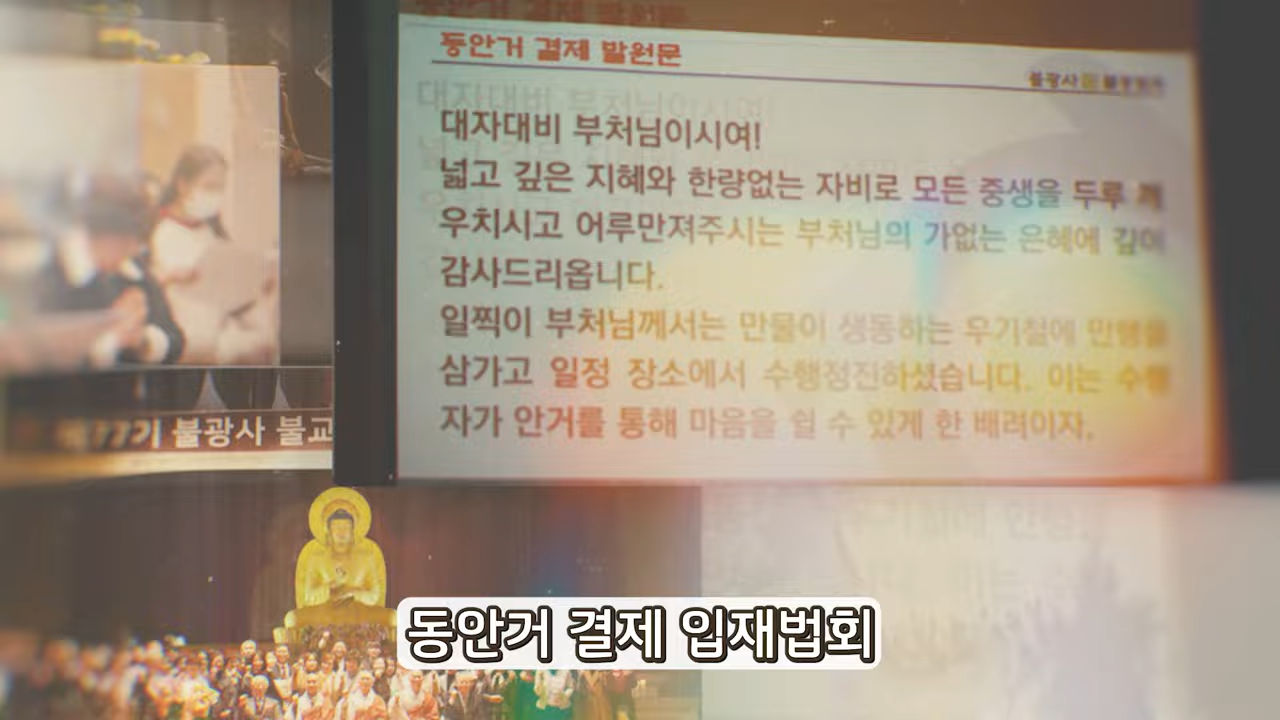 동안거 결제 발원문
불광사
대자대비 부처님이시여!
넓고 깊은 지혜와 한량없는 자비로 모든 중생을 두루 깨
우치시고 어루만져주시는 부처님의 가없는 은혜에 깊이
감사드리옵니다.
일찍이 부처님께서는 만물이 생동하는 우기철에 만행을
삼가고 일정 장소에서 수행정진하셨습니다. 이는 수행
자가 안거를 통해 마음을 쉴 수 있게 한 배려이자,
77기 불광사 불교
동안거 결제 입재법회